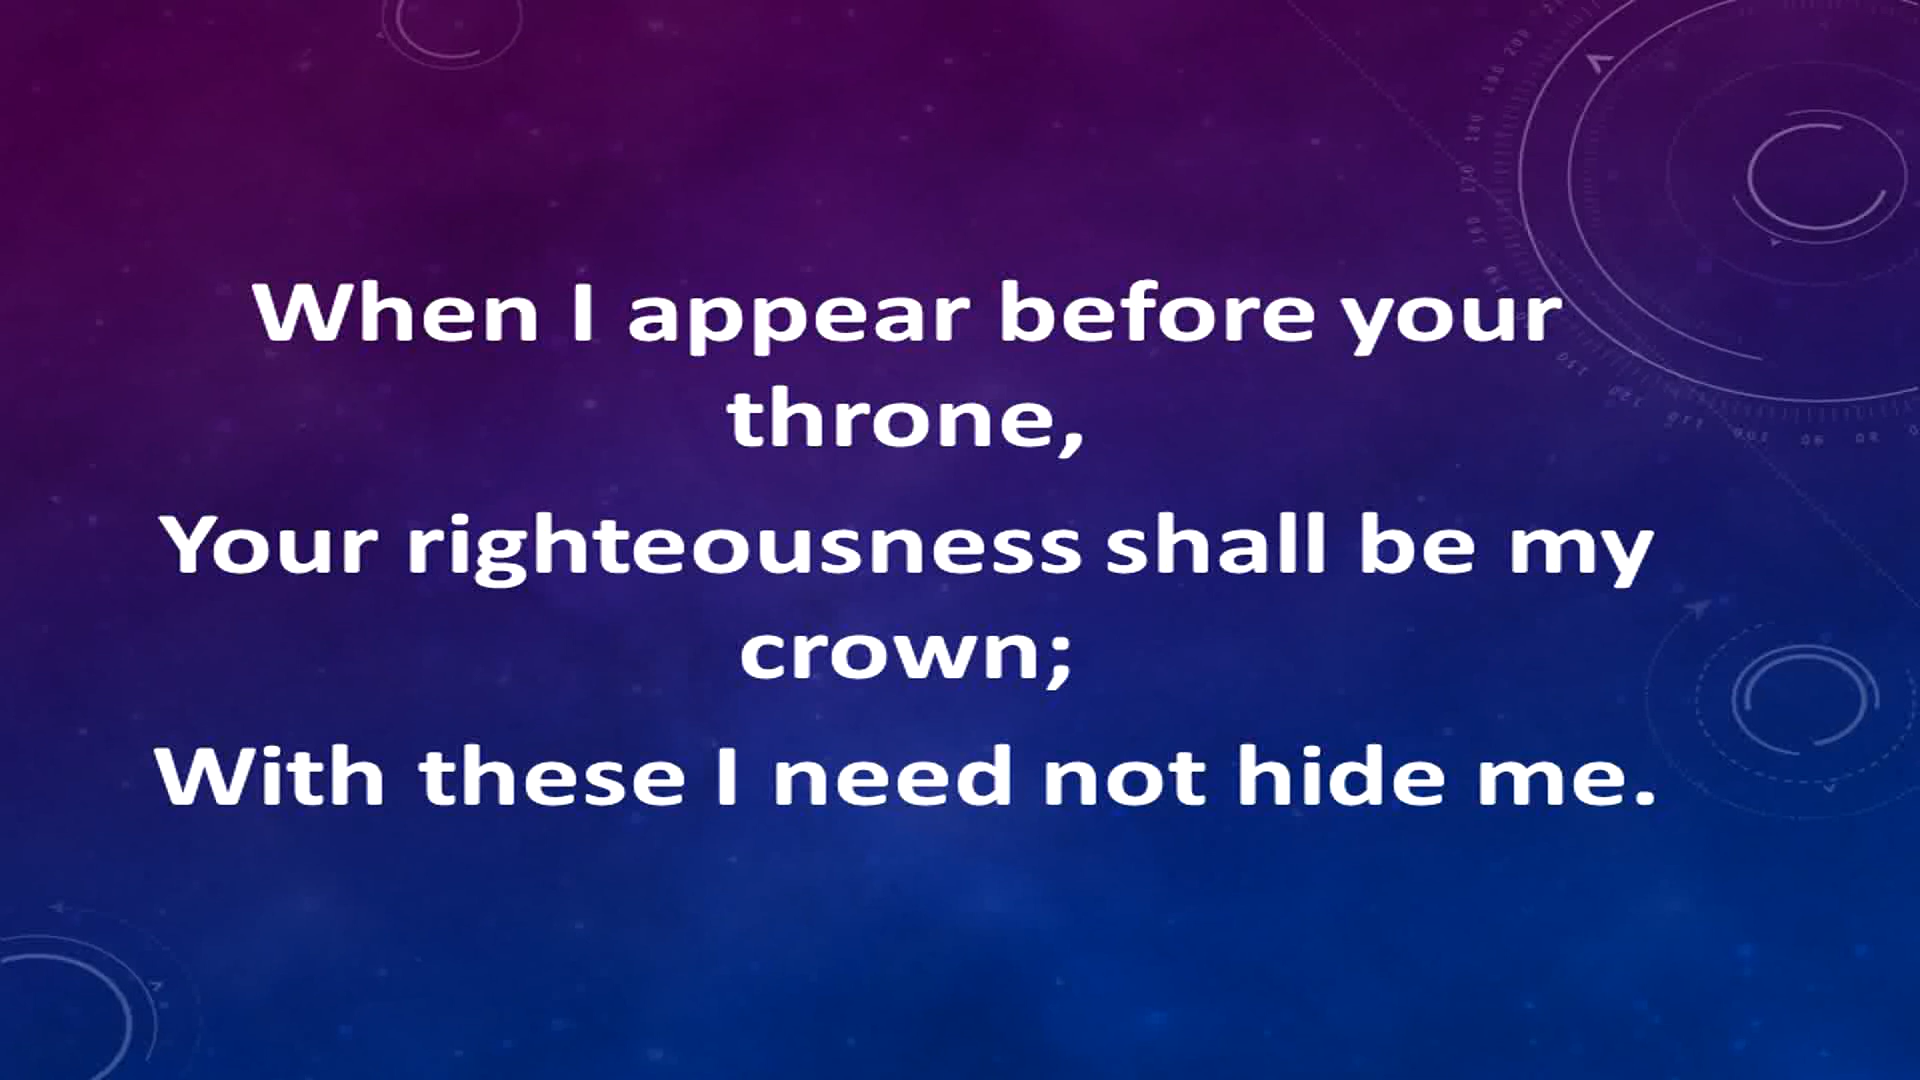 When I appear before your
throne,
Your righteousness shall be my
crown;
With these I need not hide me.